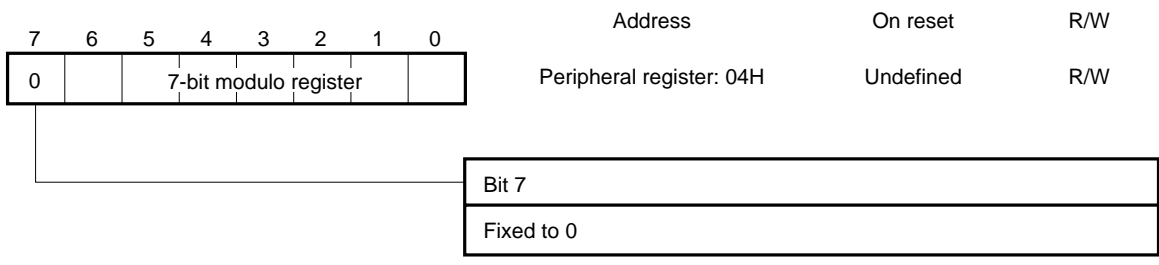 Address On reset R/W
7 6 5 4 3 2 1 0
0 7-bit modulo register Peripheral register: 04H Undefined R/W
Bit 7
Fixed to 0